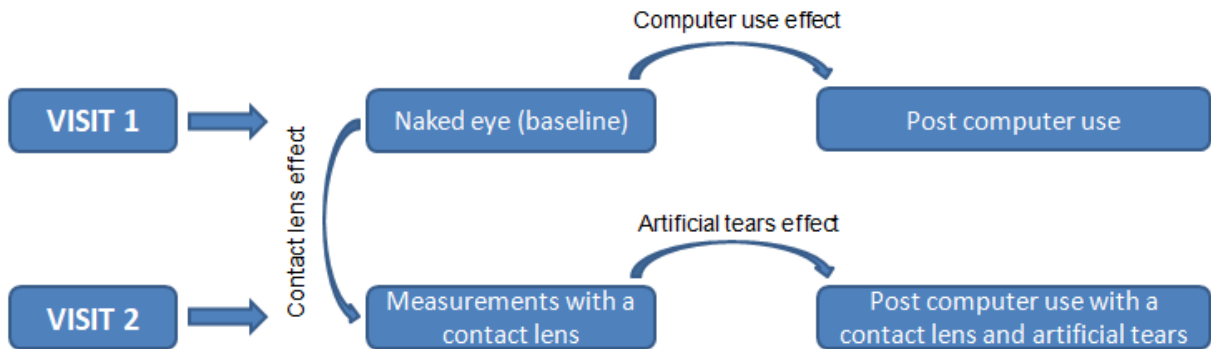 Computer use effect
VISIT 1
Naked eye (baseline)
Post computer use
Contact lens effect
Artificial tears effect
VISIT 2
Measurements with a
contact lens
Post computer use with a
contact lens and artificial tears